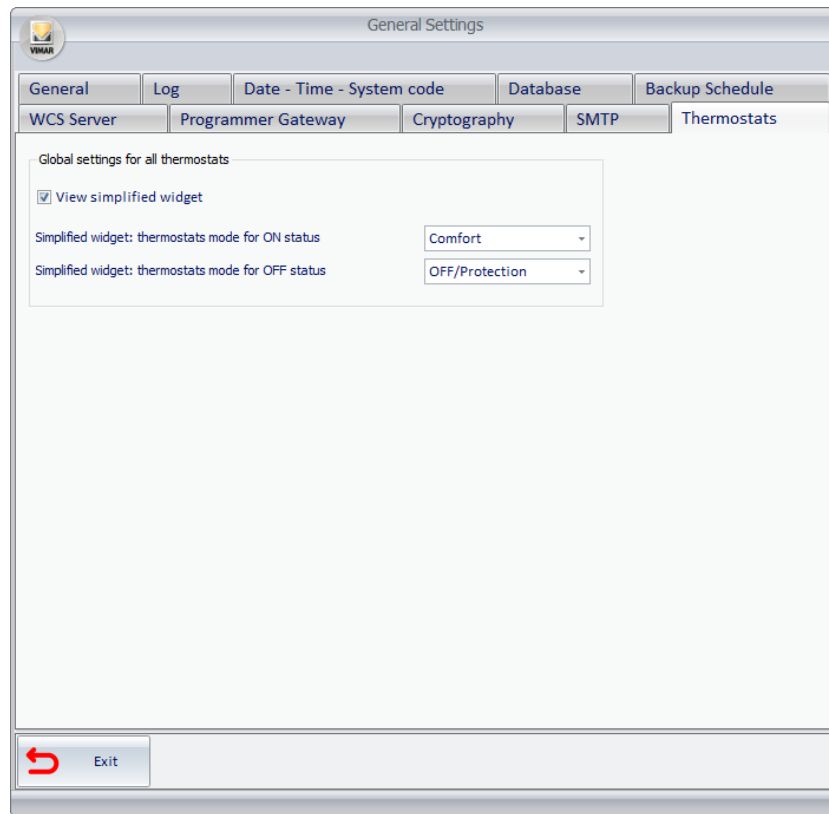 General Settings
VIMAR
General Log Date - Time - System code Database Backup Schedule
WCS Server Programmer Gateway Cryptography SMTP Thermostats
Global settings for all thermostats
View simplified widget
Simplified widget: thermostats mode for ON status Comfort
Simplified widget: thermostats mode for OFF status OFF/Protection
Exit